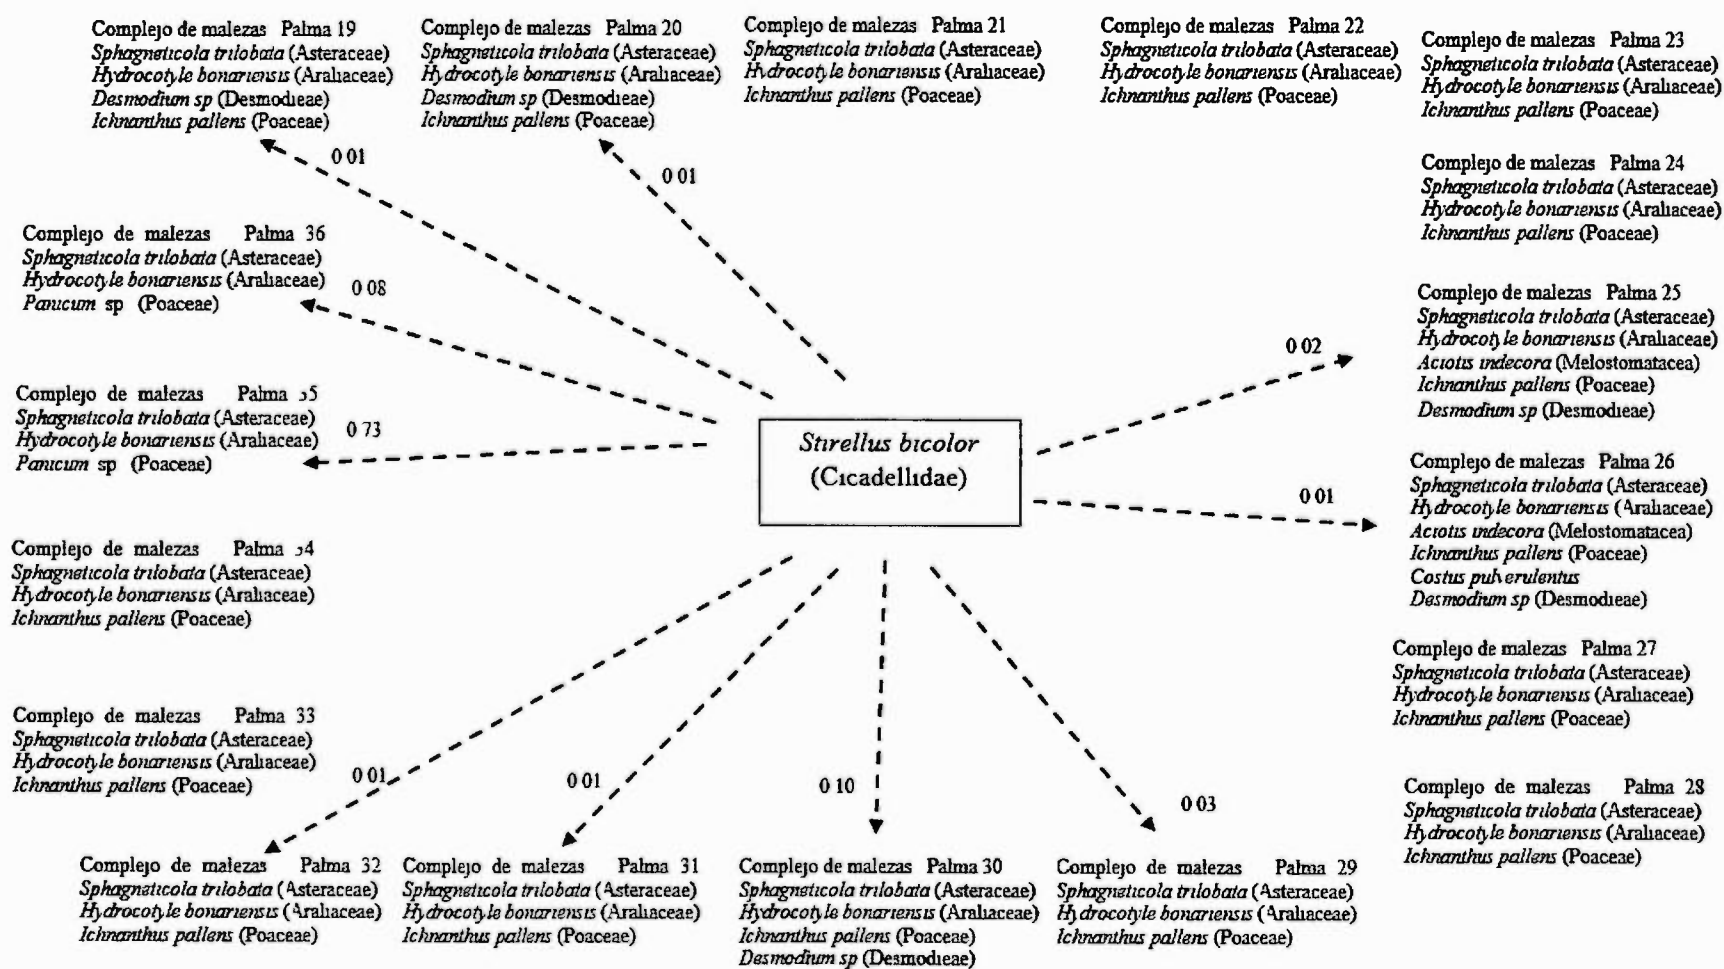 Complejo de malezas Palma 19
Sphagneticola trilobata (Asteraceae)
Hydrocotyle bonariensis (Araliaceae)
Desmodium sp (Desmodieae)
Ichnanthus pallens (Poaceae)
Complejo de malezas Palma 20
Sphagneticola trilobata (Asteraceae)
Hydrocotyle bonariensis (Araliaceae)
Desmodium sp (Desmodieae)
Ichnanthus pallens (Poaceae)
Complejo de malezas Palma 21
Sphagneticola trilobata (Asteraceae)
Hydrocotyle bonariensis (Araliaceae)
Ichnanthus pallens (Poaceae)
Complejo de malezas Palma 22
Sphagneticola trilobata (Asteraceae)
Hydrocotyle bonariensis (Araliaceae)
Ichnanthus pallens (Poaceae)
Complejo de malezas Palma 23
Sphagneticola trilobata (Asteraceae)
Hydrocotyle bonariensis (Araliaceae)
Ichnanthus pallens (Poaceae)
0 01
0 01
Complejo de malezas Palma 24
Sphagneticola trilobata (Asteraceae)
Hydrocotyle bonariensis (Araliaceae)
Ichnanthus pallens (Poaceae)
Complejo de malezas Palma 36
Sphagneticola trilobata (Asteraceae)
Hydrocotyle bonariensis (Araliaceae)
Panicum sp (Poaceae)
0 08
Complejo de malezas Palma 25
Sphagneticola trilobata (Asteraceae)
Hydrocotyle bonariensis (Araliaceae)
Aciotis indecora (Melostomatacea)
Ichnanthus pallens (Poaceae)
Desmodium sp (Desmodieae)
0 02
Complejo de malezas Palma 35
Sphagneticola trilobata (Asteraceae)
Hydrocotyle bonariensis (Araliaceae)
Panicum sp (Poaceae)
0 73
Stirellus bicolor
(Cicadellidae)
Complejo de malezas Palma 26
Sphagneticola trilobata (Asteraceae)
Hydrocotyle bonariensis (Araliaceae)
Aciotis indecora (Melostomatacea)
Ichnanthus pallens (Poaceae)
Costus pulverulentus
Desmodium sp (Desmodieae)
0 01
Complejo de malezas Palma 34
Sphagneticola trilobata (Asteraceae)
Hydrocotyle bonariensis (Araliaceae)
Ichnanthus pallens (Poaceae)
Complejo de malezas Palma 27
Sphagneticola trilobata (Asteraceae)
Hydrocotyle bonariensis (Araliaceae)
Ichnanthus pallens (Poaceae)
Complejo de malezas Palma 33
Sphagneticola trilobata (Asteraceae)
Hydrocotyle bonariensis (Araliaceae)
Ichnanthus pallens (Poaceae)
0 01
0 01
0 10
0 03
Complejo de malezas Palma 28
Sphagneticola trilobata (Asteraceae)
Hydrocotyle bonariensis (Araliaceae)
Ichnanthus pallens (Poaceae)
Complejo de malezas Palma 32
Sphagneticola trilobata (Asteraceae)
Hydrocotyle bonariensis (Araliaceae)
Ichnanthus pallens (Poaceae)
Complejo de malezas Palma 31
Sphagneticola trilobata (Asteraceae)
Hydrocotyle bonariensis (Araliaceae)
Ichnanthus pallens (Poaceae)
Complejo de malezas Palma 30
Sphagneticola trilobata (Asteraceae)
Hydrocotyle bonariensis (Araliaceae)
Ichnanthus pallens (Poaceae)
Desmodium sp (Desmodieae)
Complejo de malezas Palma 29
Sphagneticola trilobata (Asteraceae)
Hydrocotyle bonariensis (Araliaceae)
Ichnanthus pallens (Poaceae)